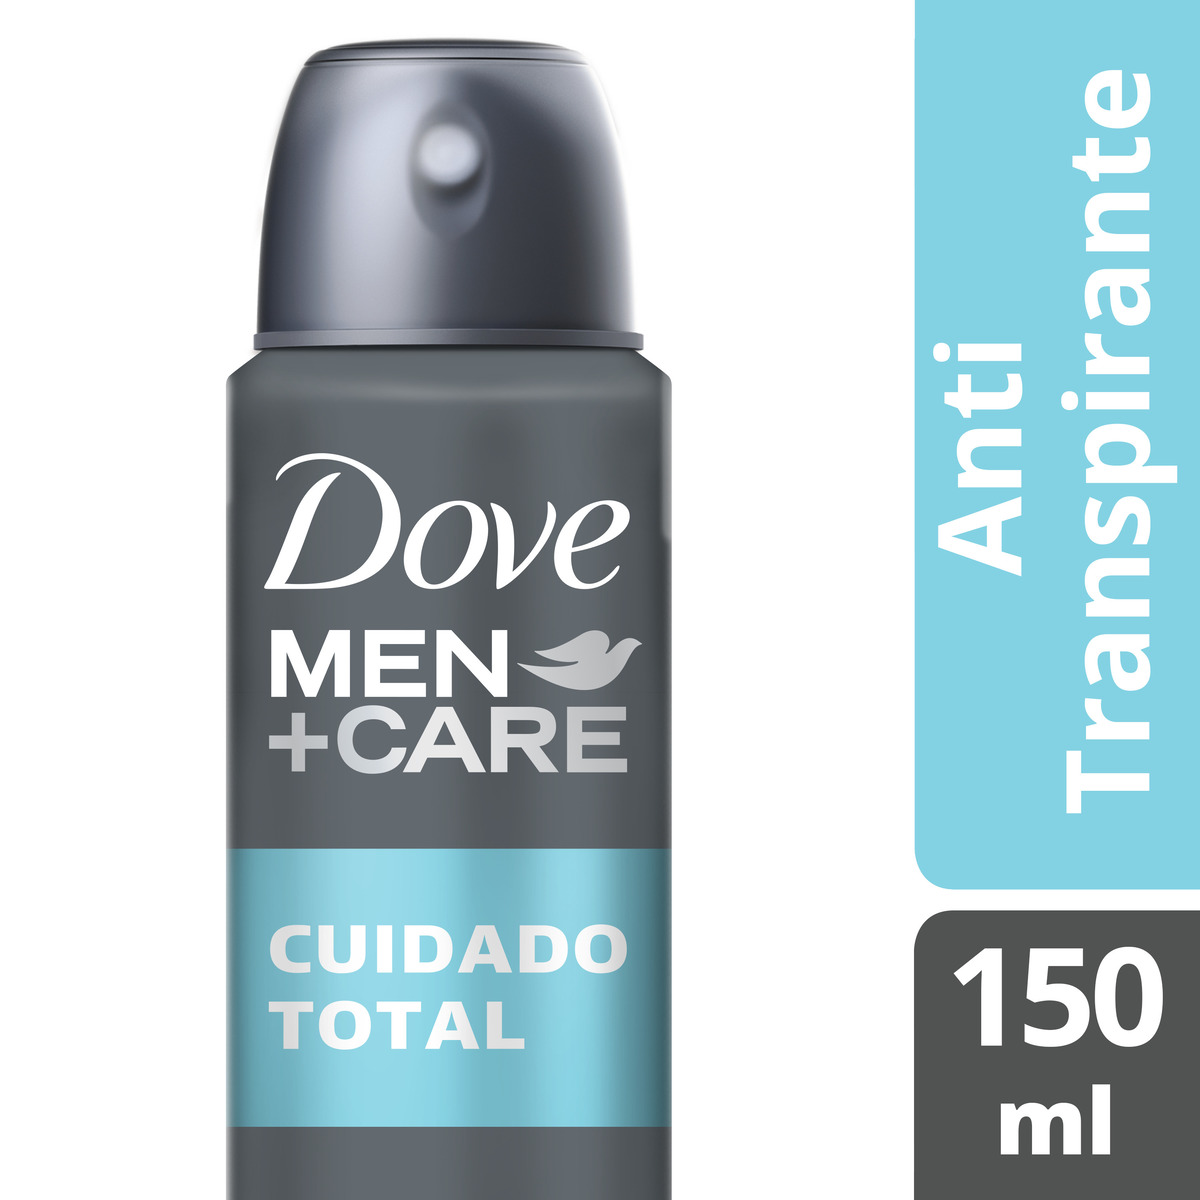 Dove
MEN
+CARE
CUIDADO
TOTAL
Anti
Transpirante
150
ml